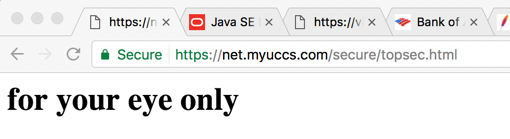 https://n
Java SE
https://v
Bank of
Secure https://net.myuccs.com/secure/topsec.html
for your eye only